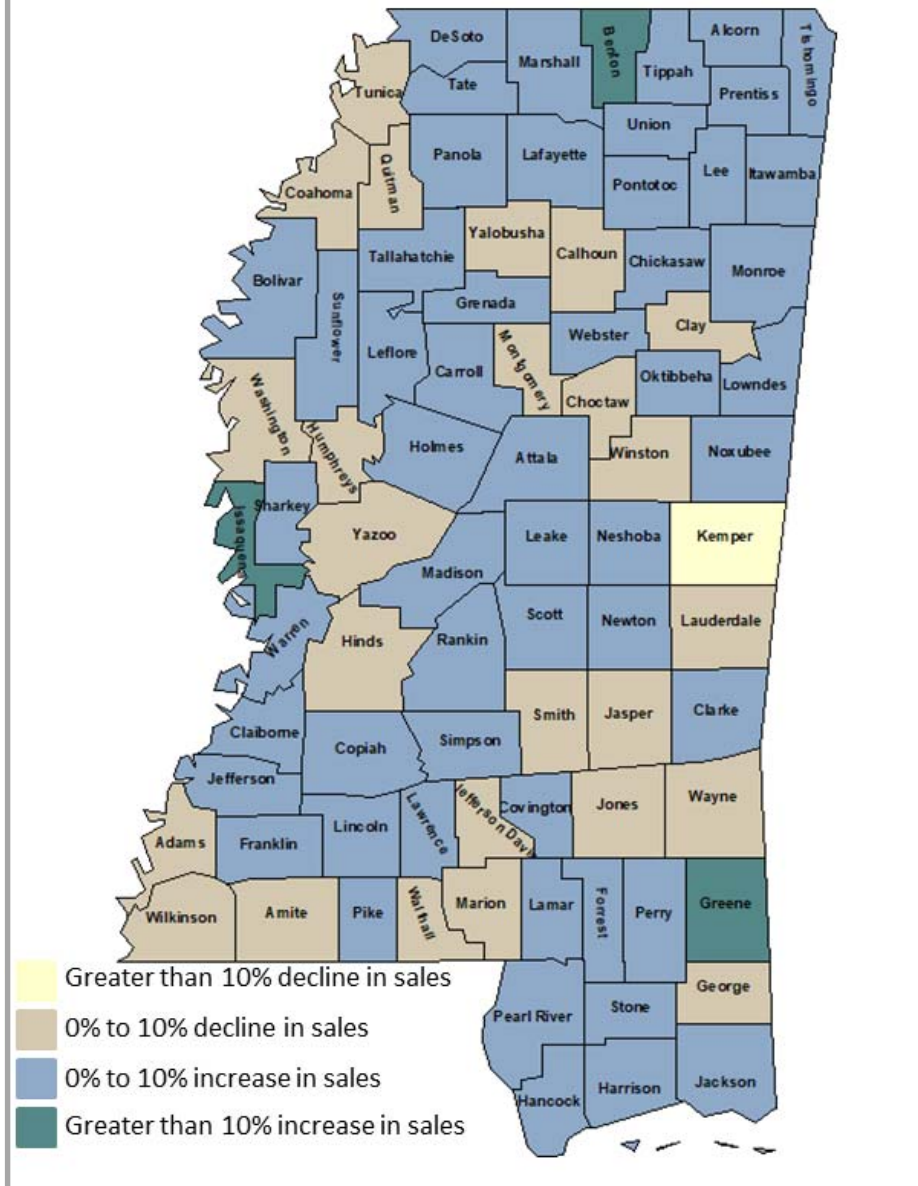 DeSoto
Marshall
Benton
Tippah
Alcorn
Tishomingo
Tunica
Tate
Prentiss
Union
Panola
Lafayette
Pontotoc
Lee
Itawamba
Coahoma
Quitman
Yalobusha
Calhoun
Chickasaw
Monroe
Tallahatchie
Bolivar
Sunflower
Grenada
Leflore
Carroll
Montgomery
Webster
Clay
Oktibbeha
Lowndes
Choctaw
Washington
Humphreys
Holmes
Attala
Winston
Noxubee
Issaquena
Sharkey
Yazoo
Madison
Leake
Neshoba
Kemper
Warren
Hinds
Rankin
Scott
Newton
Lauderdale
Claiborne
Copiah
Simpson
Smith
Jasper
Clarke
Jefferson
Lincoln
Lawrence
Jefferson Davis
Covington
Jones
Wayne
Adams
Franklin
Wilkinson
Amite
Pike
Walthall
Marion
Lamar
Forrest
Perry
Greene
George
Pearl River
Stone
Hancock
Harrison
Jackson
Greater than 10% decline in sales
0% to 10% decline in sales
0% to 10% increase in sales
Greater than 10% increase in sales